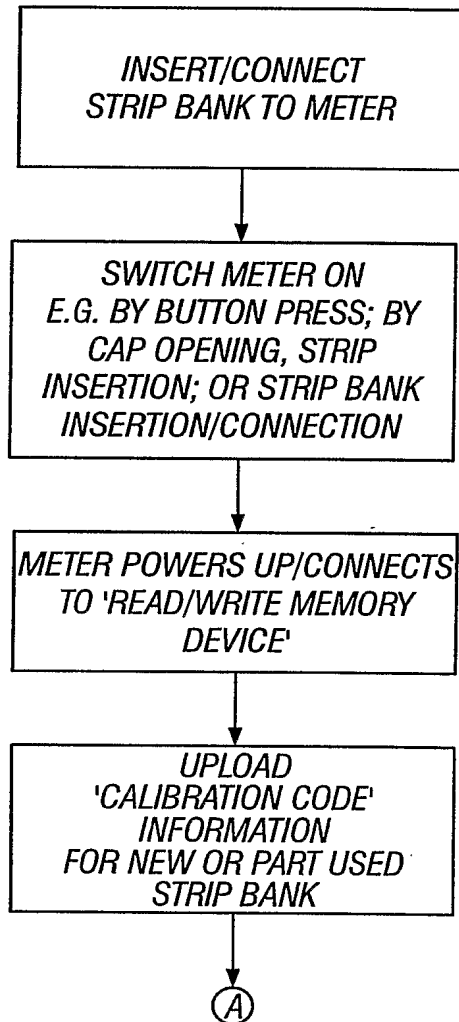 INSERT/CONNECT
STRIP BANK TO METER
SWITCH METER ON
E.G. BY BUTTON PRESS; BY
CAP OPENING, STRIP
INSERTION; OR STRIP BANK
INSERTION/CONNECTION
METER POWERS UP/CONNECTS
TO 'READ/WRITE MEMORY
DEVICE'
UPLOAD
'CALIBRATION CODE'
INFORMATION
FOR NEW OR PART USED
STRIP BANK
A